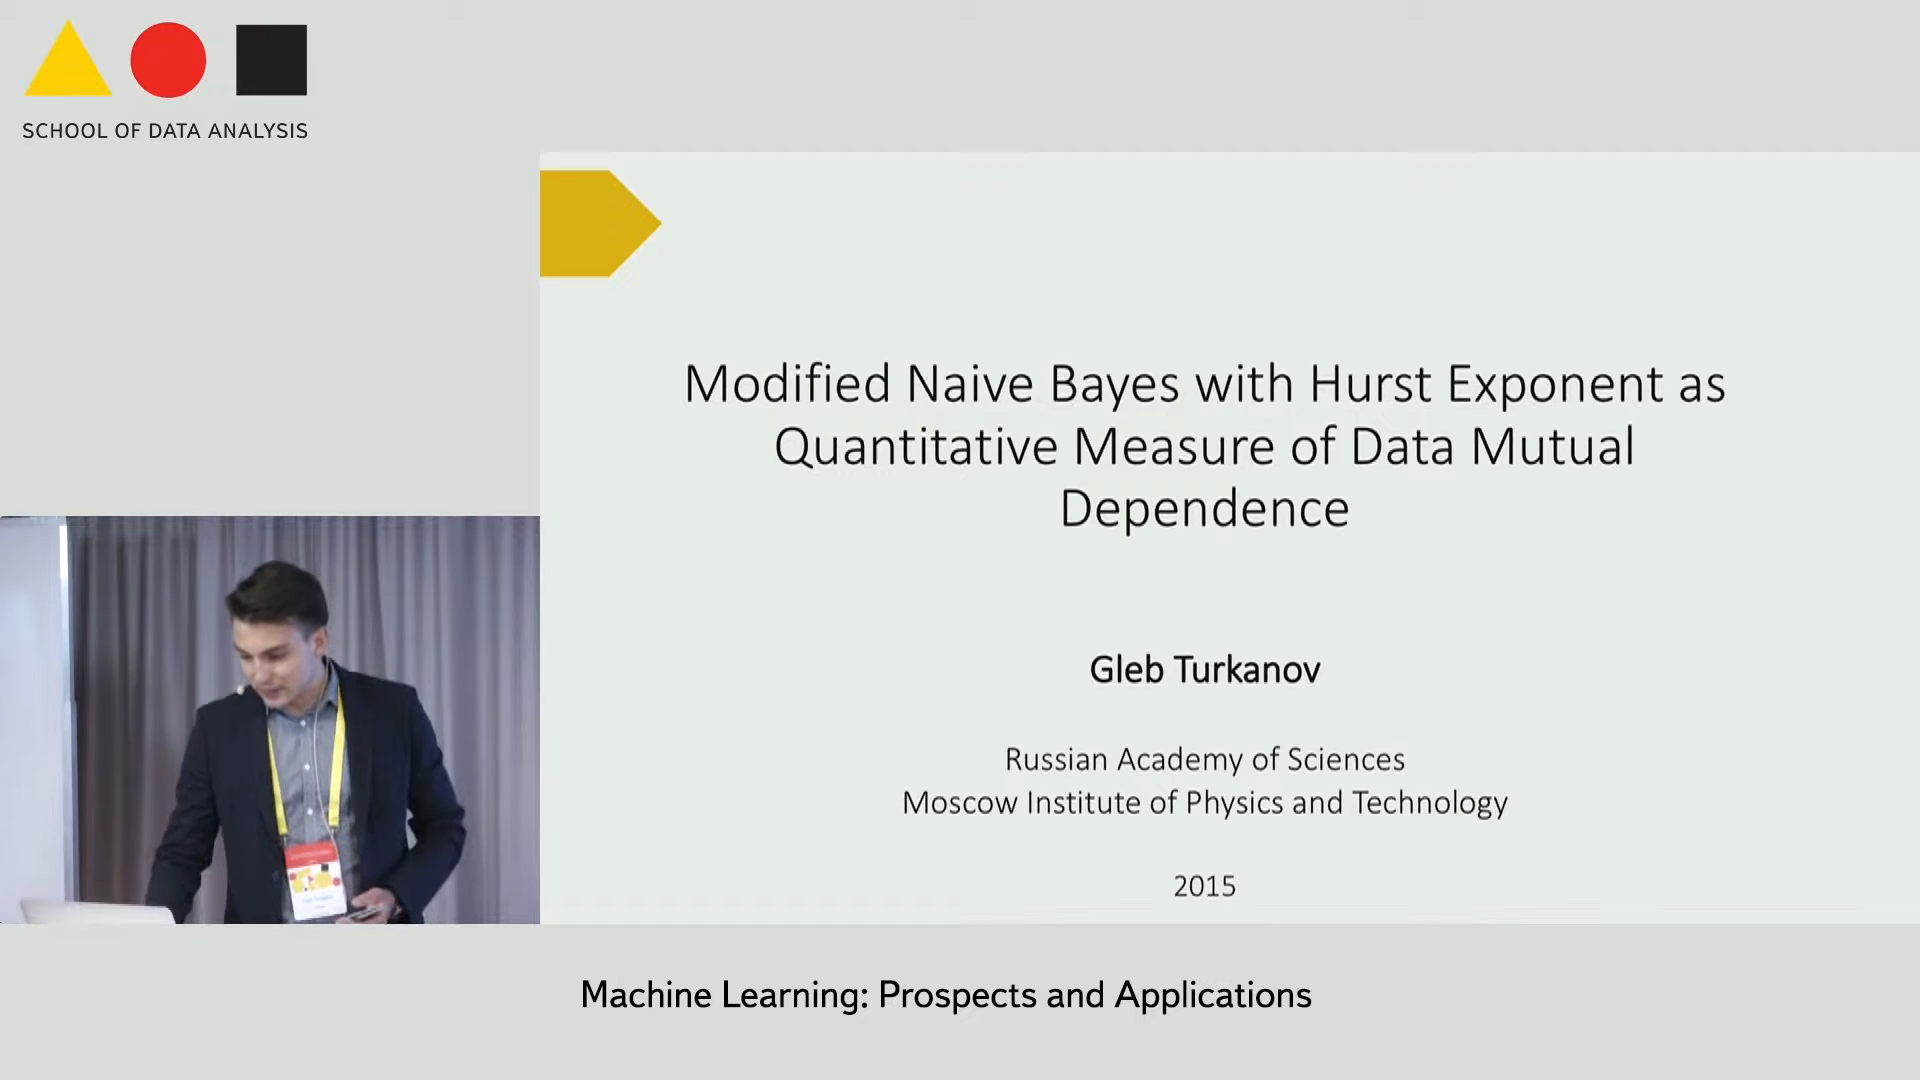 SCHOOL OF DATA ANALYSIS
Modified Naive Bayes with Hurst Exponent as
Quantitative Measure of Data Mutual
Dependence
Gleb Turkanov
Russian Academy of Sciences
Moscow Institute of Physics and Technology
2015
Machine Learning: Prospects and Applications